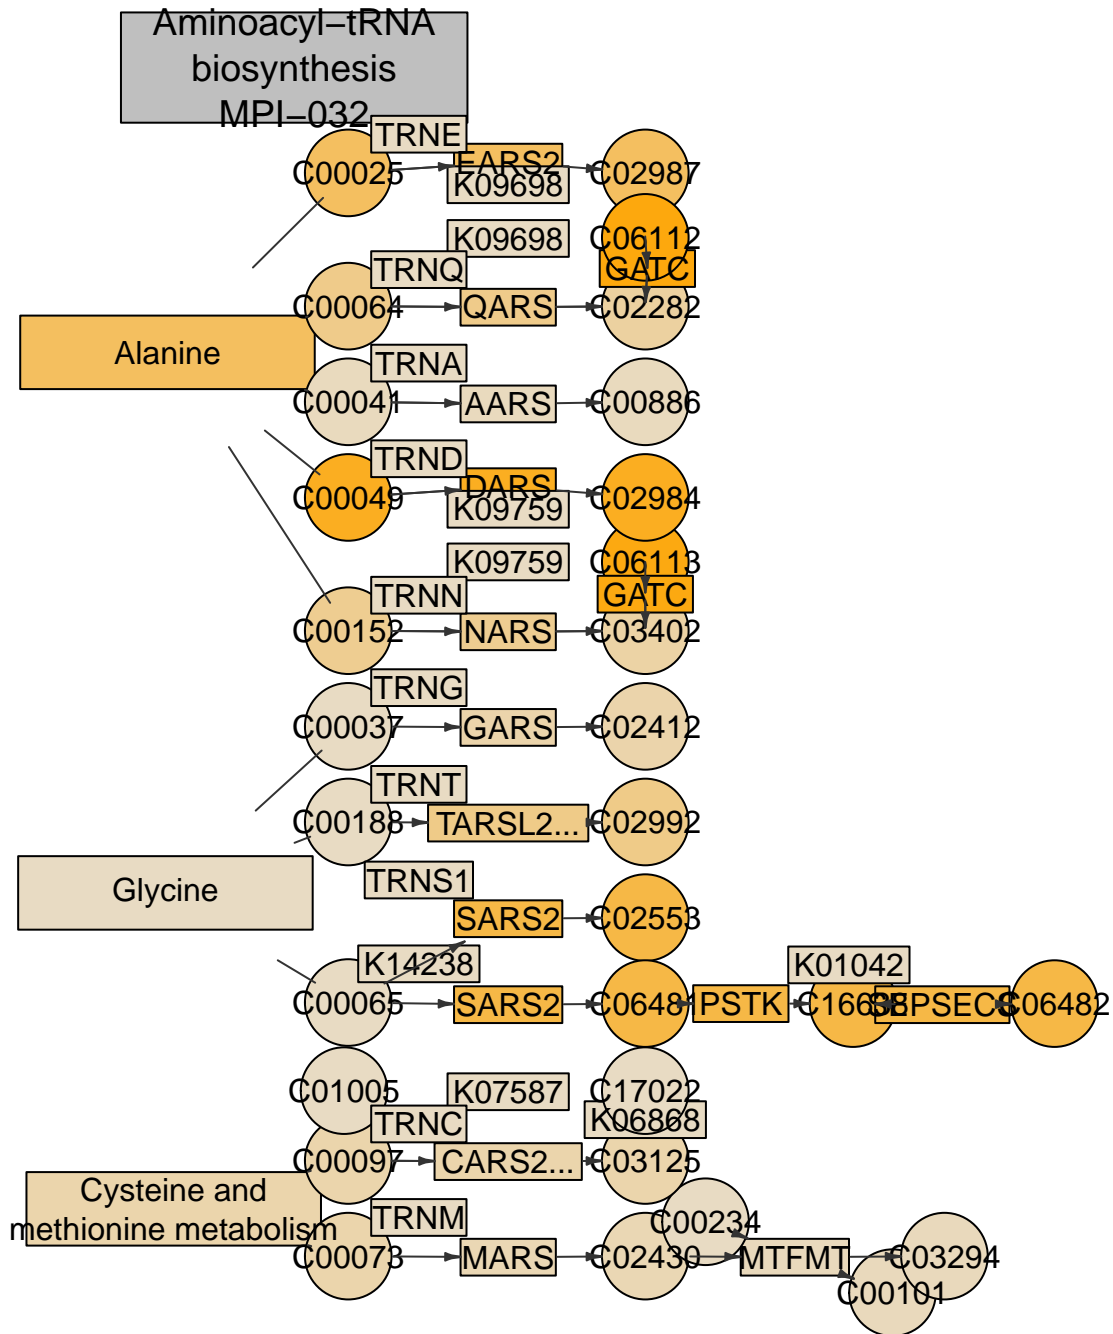 Aminoacyl−tRNA
biosynthesis
MPI−032
TRNE
C00025
EARS2
K09698
C02987
K09698
C06112
TRNQ
GATC
C00064
QARS
C02282
Alanine
TRNA
C00041
AARS
C00886
TRND
C00049
DARS
K09759
C02984
K09759
C06113
TRNN
GATC
C00152
NARS
C03402
TRNG
C00037
GARS
C02412
TRNT
C00188
TARSL2...
C02992
Glycine
TRNS1
SARS2
C02553
K14238
K01042
C00065
SARS2
C06481
PSTK
SEPSECS
C06482
C01005
K07587
C17022
K06868
TRNC
C00097
CARS2...
C03125
Cysteine and
methionine metabolism
TRNM
C00234
C00073
MARS
C02430
MTFMT
C03294
C00101